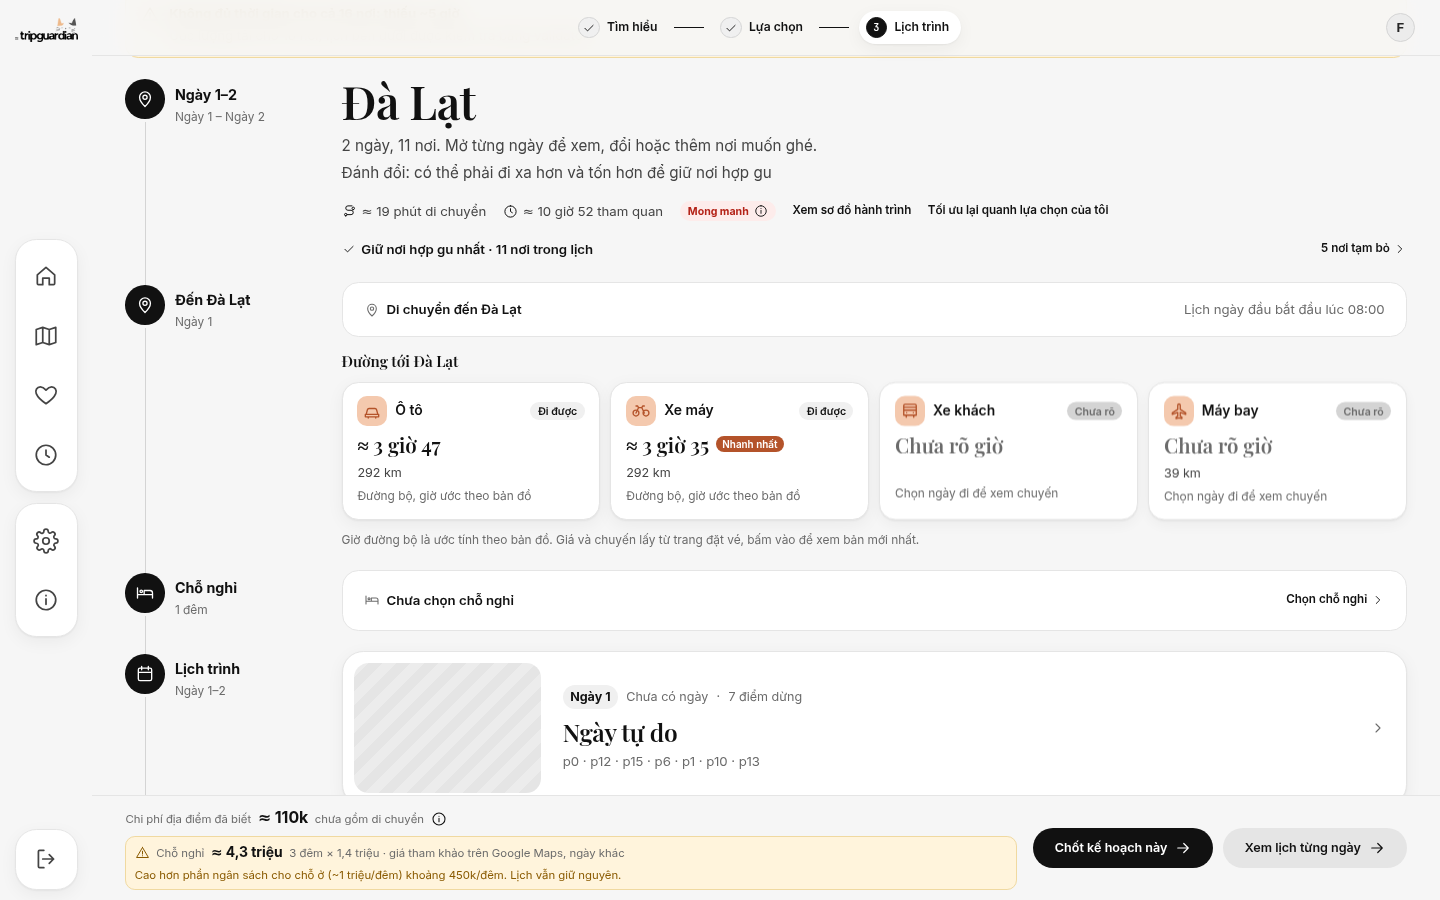 tripguardian
Tìm hiểu
Lựa chọn
3 Lịch trình
F
Ngày 1–2
Ngày 1 – Ngày 2
Đà Lạt
2 ngày, 11 nơi. Mở từng ngày để xem, đổi hoặc thêm nơi muốn ghé.
Đánh đổi: có thể phải đi xa hơn và tốn hơn để giữ nơi hợp gu
≈ 19 phút di chuyển
≈ 10 giờ 52 tham quan
Mong manh
Xem sơ đồ hành trình
Tối ưu lại quanh lựa chọn của tôi
Giữ nơi hợp gu nhất · 11 nơi trong lịch
5 nơi tạm bỏ
Đến Đà Lạt
Ngày 1
Di chuyển đến Đà Lạt
Lịch ngày đầu bắt đầu lúc 08:00
Đường tới Đà Lạt
Ô tô
Đi được
≈ 3 giờ 47
292 km
Đường bộ, giờ ước theo bản đồ
Xe máy
Đi được
≈ 3 giờ 35 Nhanh nhất
292 km
Đường bộ, giờ ước theo bản đồ
Xe khách
Chưa rõ
Chưa rõ giờ
Chọn ngày đi để xem chuyến
Máy bay
Chưa rõ
Chưa rõ giờ
39 km
Chọn ngày đi để xem chuyến
Giờ đường bộ là ước tính theo bản đồ. Giá và chuyến lấy từ trang đặt vé, bấm vào để xem bản mới nhất.
Chỗ nghỉ
1 đêm
Chưa chọn chỗ nghỉ
Chọn chỗ nghỉ
Lịch trình
Ngày 1–2
Ngày 1 Chưa có ngày · 7 điểm dừng
Ngày tự do
p0 · p12 · p15 · p6 · p1 · p10 · p13
Chi phí địa điểm đã biết ≈ 110k chưa gồm di chuyển
Chỗ nghỉ ≈ 4,3 triệu 3 đêm × 1,4 triệu · giá tham khảo trên Google Maps, ngày khác
Cao hơn phần ngân sách cho chỗ ở (~1 triệu/đêm) khoảng 450k/đêm. Lịch vẫn giữ nguyên.
Chốt kế hoạch này
Xem lịch từng ngày